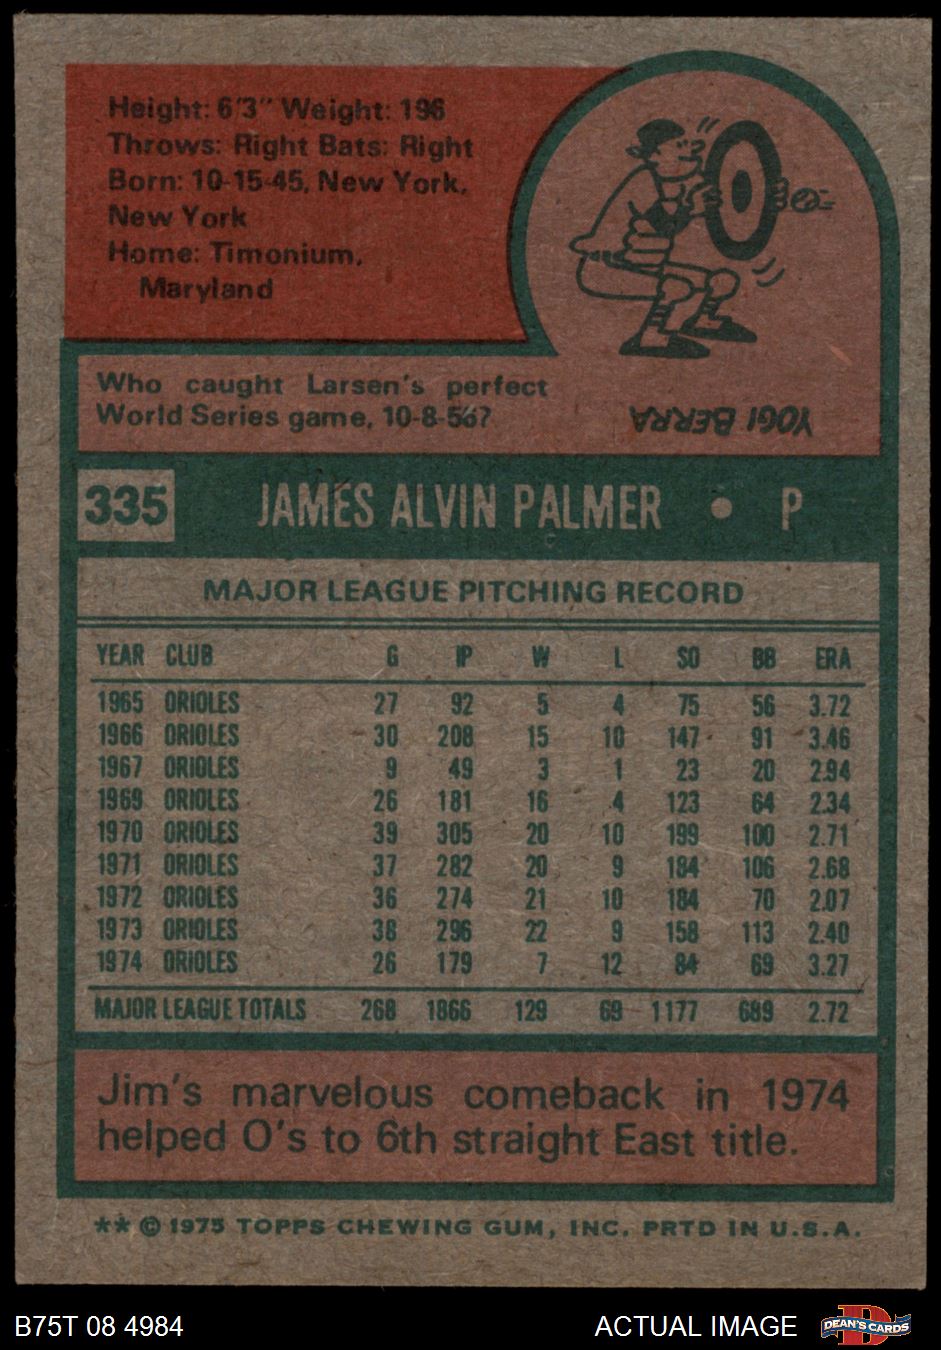 Height: 6'3" Weight: 196
Throws: Right Bats: Right
Born: 10-15-45, New York,
New York
Home: Timonium,
Maryland
Who caught Larsen's perfect
World Series game, 10-8-56?
YOGI BERRA
335 JAMES ALVIN PALMER • P
MAJOR LEAGUE PITCHING RECORD
YEAR CLUB G IP W L SO BB ERA
1965 ORIOLES 27 92 5 4 75 56 3.72
1966 ORIOLES 30 208 15 10 147 91 3.46
1967 ORIOLES 9 49 3 1 23 20 2.94
1969 ORIOLES 26 181 16 4 123 64 2.34
1970 ORIOLES 39 305 20 10 199 100 2.71
1971 ORIOLES 37 282 20 9 184 106 2.68
1972 ORIOLES 36 274 21 10 184 70 2.07
1973 ORIOLES 38 296 22 9 158 113 2.40
1974 ORIOLES 26 179 7 12 84 69 3.27
MAJOR LEAGUE TOTALS 268 1866 129 69 1177 689 2.72
Jim's marvelous comeback in 1974
helped O's to 6th straight East title.
** © 1975 TOPPS CHEWING GUM, INC. PRTD IN U.S.A.
B75T 08 4984 ACTUAL IMAGE DEAN'S CARDS